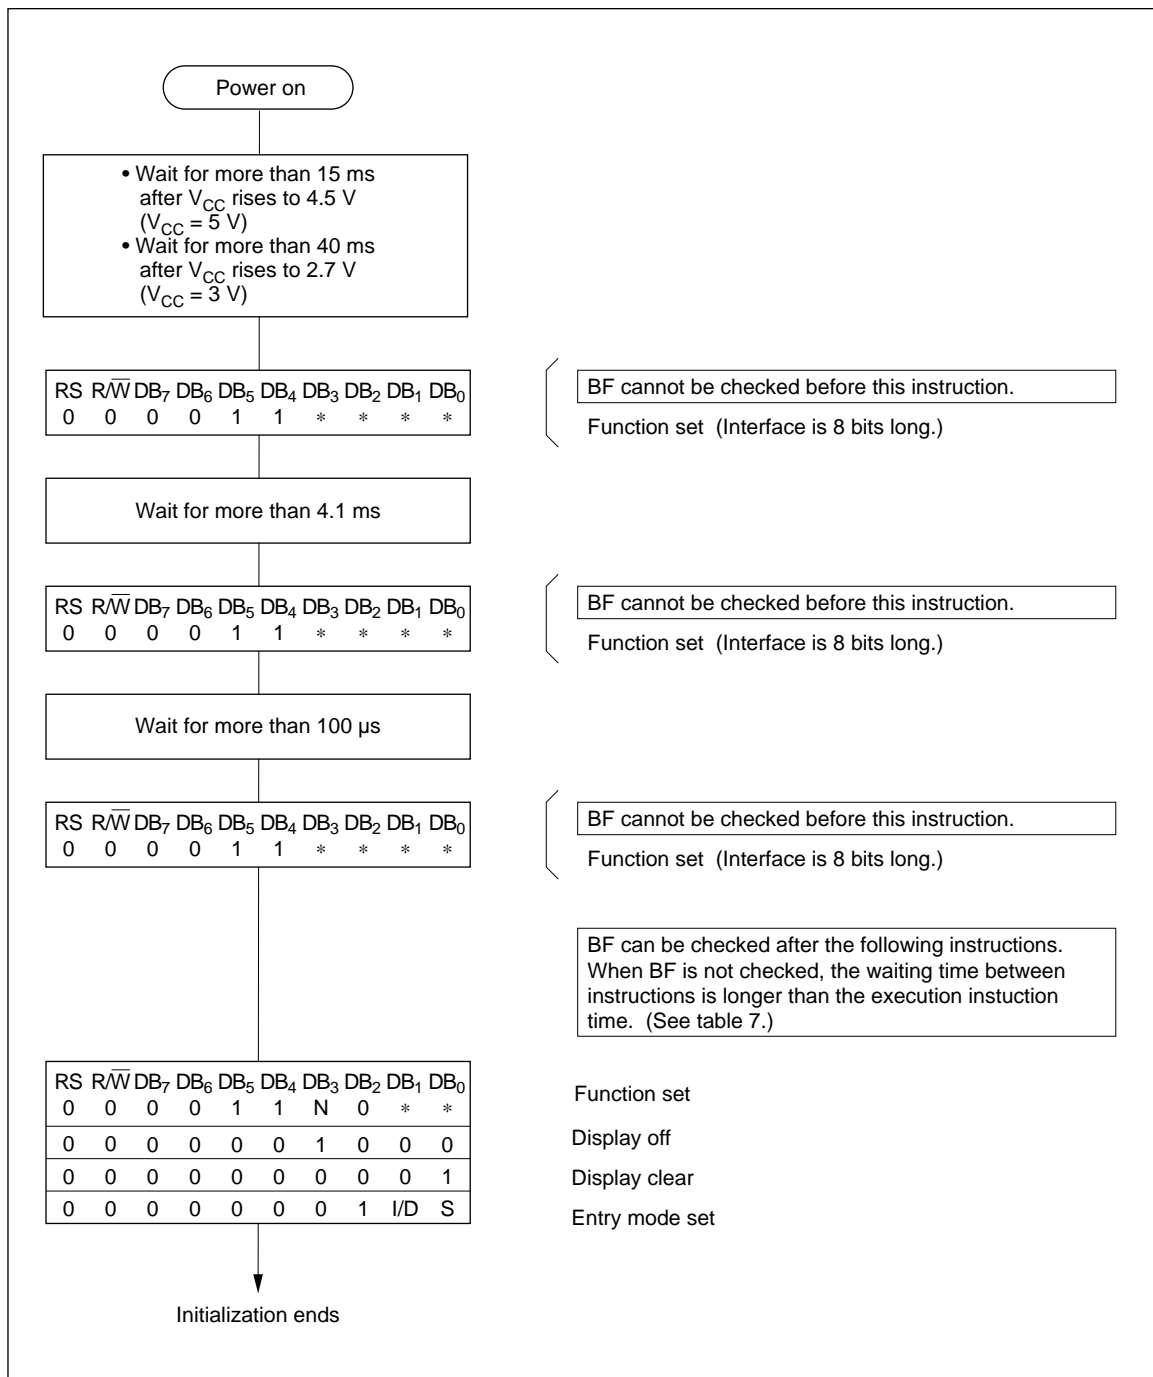 Power on
• Wait for more than 15 ms
after VCC rises to 4.5 V
(VCC = 5 V)
• Wait for more than 40 ms
after VCC rises to 2.7 V
(VCC = 3 V)
RS R/W̅ DB7 DB6 DB5 DB4 DB3 DB2 DB1 DB0
0 0 0 0 1 1 * * * *
BF cannot be checked before this instruction.
Function set (Interface is 8 bits long.)
Wait for more than 4.1 ms
RS R/W̅ DB7 DB6 DB5 DB4 DB3 DB2 DB1 DB0
0 0 0 0 1 1 * * * *
BF cannot be checked before this instruction.
Function set (Interface is 8 bits long.)
Wait for more than 100 µs
RS R/W̅ DB7 DB6 DB5 DB4 DB3 DB2 DB1 DB0
0 0 0 0 1 1 * * * *
BF cannot be checked before this instruction.
Function set (Interface is 8 bits long.)
BF can be checked after the following instructions.
When BF is not checked, the waiting time between
instructions is longer than the execution instuction
time. (See table 7.)
RS R/W̅ DB7 DB6 DB5 DB4 DB3 DB2 DB1 DB0
0 0 0 0 1 1 N 0 * *
Function set
0 0 0 0 0 0 1 0 0 0
Display off
0 0 0 0 0 0 0 0 0 1
Display clear
0 0 0 0 0 0 0 1 I/D S
Entry mode set
Initialization ends